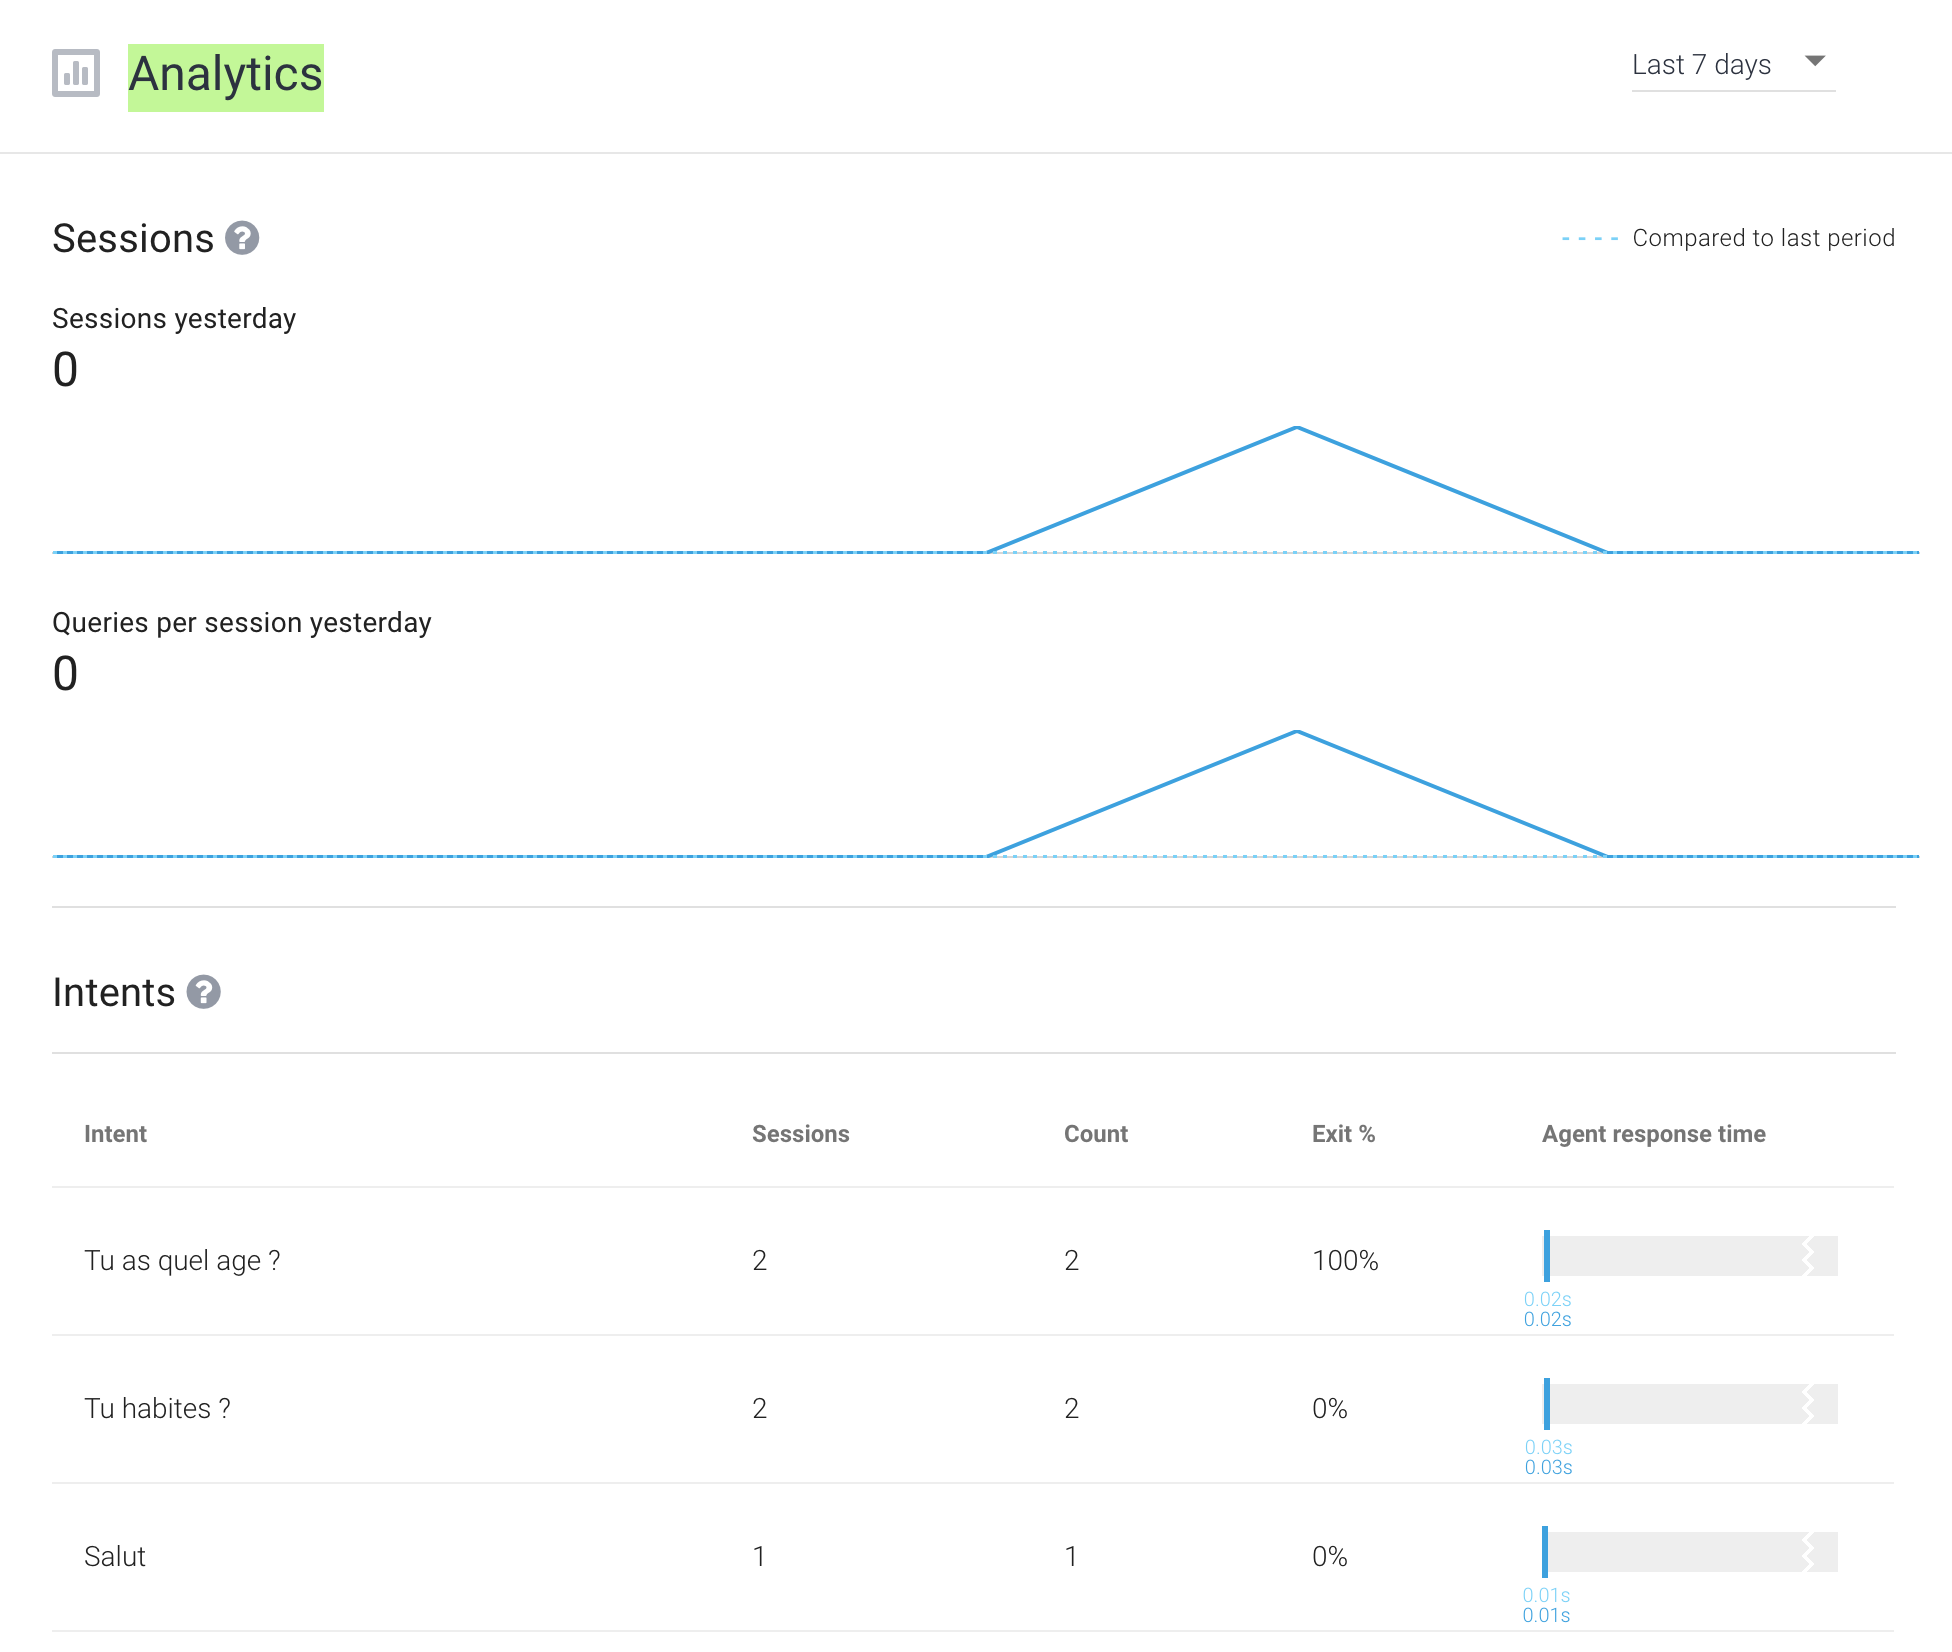 Analytics
Last 7 days
Sessions ?
Compared to last period
Sessions yesterday
0
Queries per session yesterday
0
Intents ?
Intent Sessions Count Exit % Agent response time
Tu as quel age ? 2 2 100%
0.02s
0.02s
Tu habites ? 2 2 0%
0.03s
0.03s
Salut 1 1 0%
0.01s
0.01s